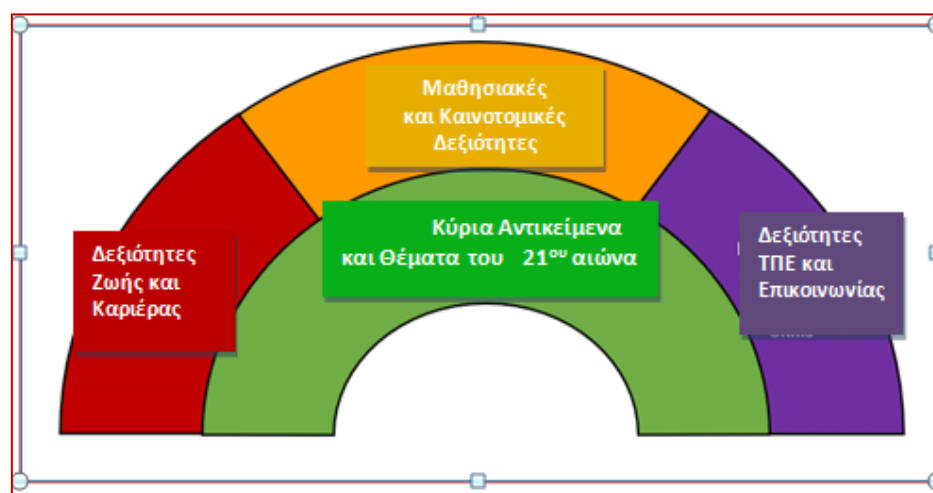 Μαθησιακές
και Καινοτομικές
Δεξιότητες
Κύρια Αντικείμενα
και Θέματα του 21ου αιώνα
Δεξιότητες
Ζωής και
Καριέρας
Δεξιότητες
ΤΠΕ και
Επικοινωνίας